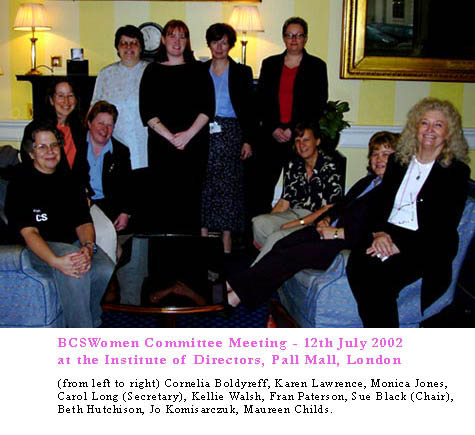 CS
BCSWomen Committee Meeting - 12th July 2002
at the Institute of Directors, Pall Mall, London
(from left to right) Cornelia Boldyreff, Karen Lawrence, Monica Jones,
Carol Long (Secretary), Kellie Walsh, Fran Paterson, Sue Black (Chair),
Beth Hutchison, Jo Komisarczuk, Maureen Childs.